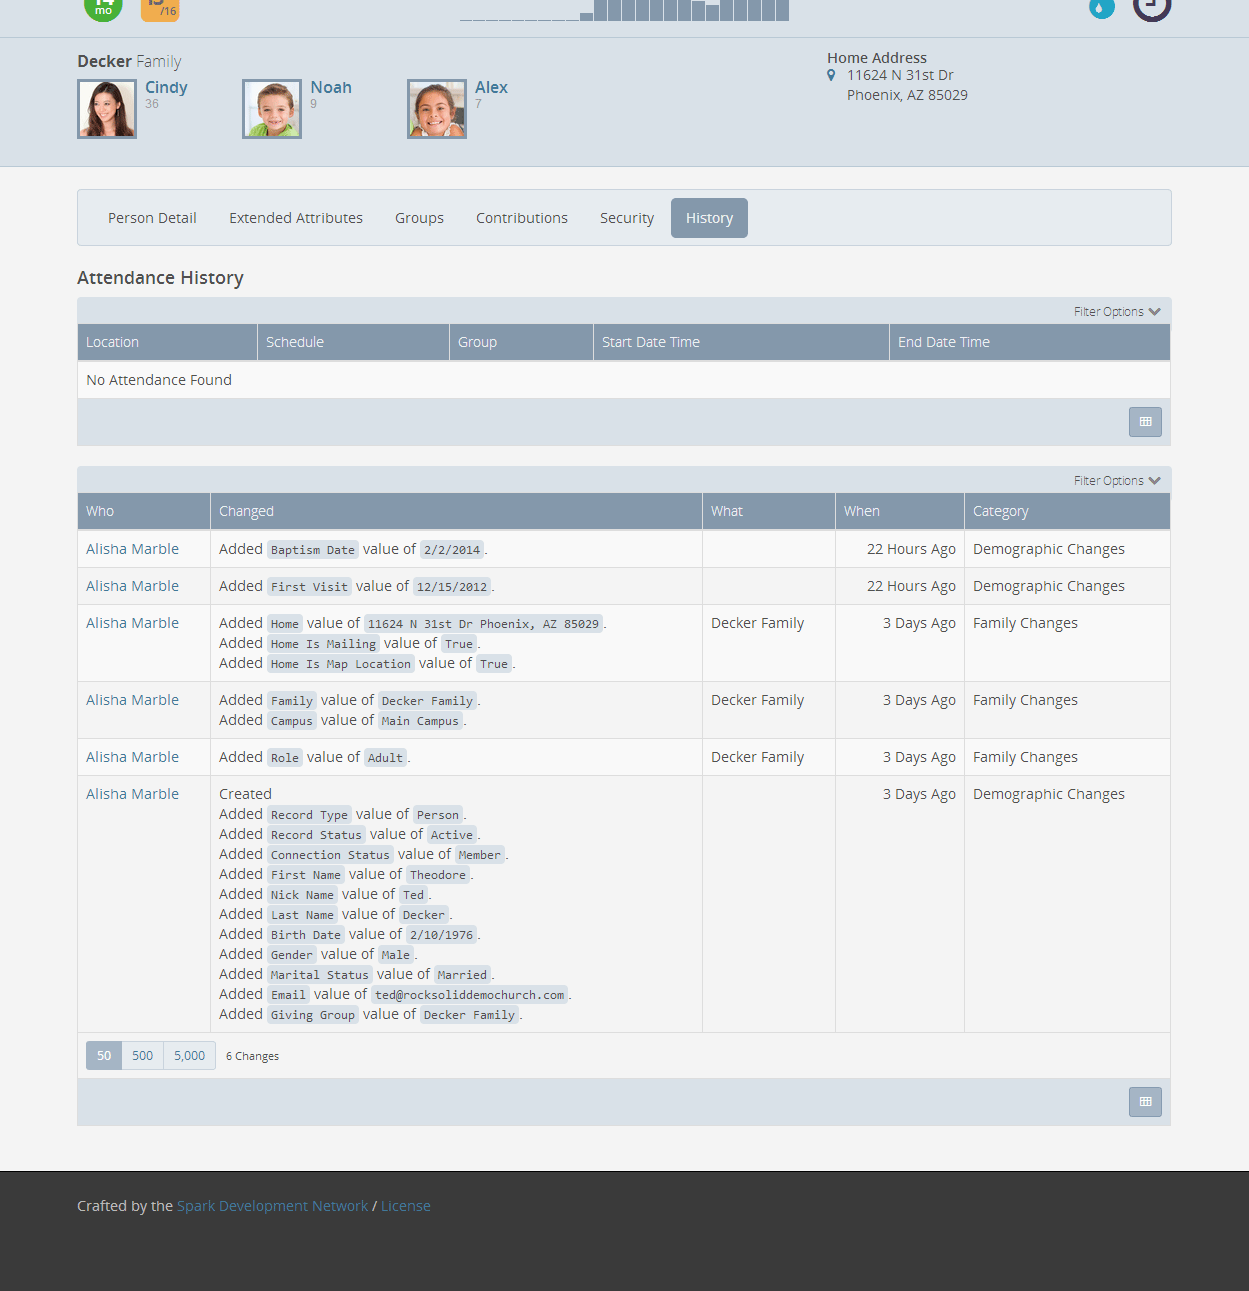 mo
/16
Decker Family
Cindy
36
Noah
9
Alex
7
Home Address
11624 N 31st Dr
Phoenix, AZ 85029
Person Detail Extended Attributes Groups Contributions Security History
Attendance History
Filter Options
Location Schedule Group Start Date Time End Date Time
No Attendance Found
Filter Options
Who Changed What When Category
Alisha Marble Added Baptism Date value of 2/2/2014. 22 Hours Ago Demographic Changes
Alisha Marble Added First Visit value of 12/15/2012. 22 Hours Ago Demographic Changes
Alisha Marble Added Home value of 11624 N 31st Dr Phoenix, AZ 85029. Decker Family 3 Days Ago Family Changes
Added Home Is Mailing value of True.
Added Home Is Map Location value of True.
Alisha Marble Added Family value of Decker Family. Decker Family 3 Days Ago Family Changes
Added Campus value of Main Campus.
Alisha Marble Added Role value of Adult. Decker Family 3 Days Ago Family Changes
Alisha Marble Created 3 Days Ago Demographic Changes
Added Record Type value of Person.
Added Record Status value of Active.
Added Connection Status value of Member.
Added First Name value of Theodore.
Added Nick Name value of Ted.
Added Last Name value of Decker.
Added Birth Date value of 2/10/1976.
Added Gender value of Male.
Added Marital Status value of Married.
Added Email value of ted@rocksoliddemochurch.com.
Added Giving Group value of Decker Family.
50 500 5,000 6 Changes
Crafted by the Spark Development Network / License